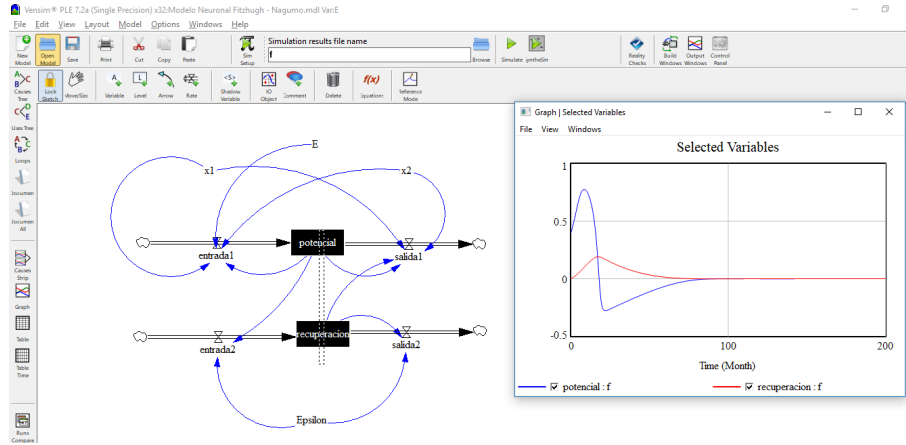 Vensim® PLE 7.2a (Single Precision) x32:Modelo Neuronal Fitzhugh - Nagumo.mdl Var:E
File Edit View Layout Model Options Windows Help
New Model
Open Model
Save
Print
Cut
Copy
Paste
Sim Setup
Simulation results file name
f
Browse
Simulate
SyntheSim
Reality Checks
Build Windows
Output Windows
Control Panel
Causes Tree
Lock Sketch
Move/Siz
Variable
Level
Arrow
Rate
<S>
Shadow Variable
IO Object
Comment
Delete
f(x)
Equations
Reference Mode
Uses Tree
Loops
Documen
Documen All
Causes Strip
Graph
Table
Table Time
Runs Compare
E
x1
x2
potencial
entrada1
salida1
recuperacion
entrada2
salida2
Epsilon
Graph | Selected Variables
File View Windows
Selected Variables
1
0.5
0
-0.5
0
100
200
Time (Month)
potencial : f
recuperacion : f